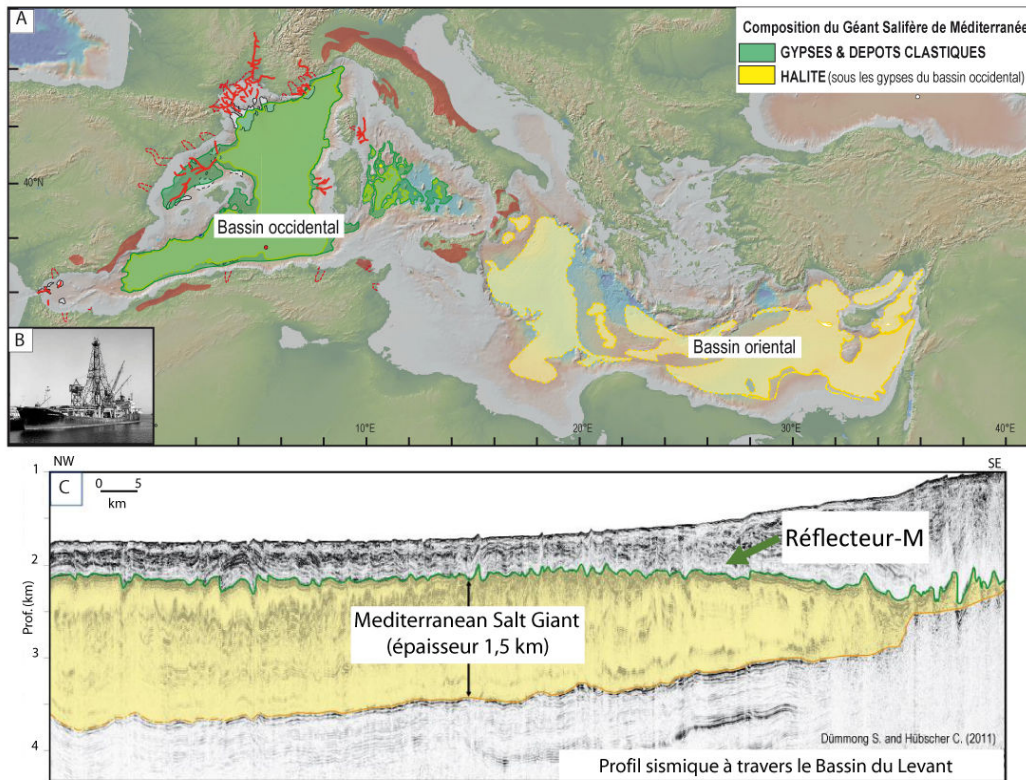 A
Composition du Géant Salifère de Méditerranée
GYPSES & DEPOTS CLASTIQUES
HALITE (sous les gypses du bassin occidental)
40°N
Bassin occidental
Bassin oriental
B
10°E
20°E
30°E
40°E
NW
SE
C
0 5
km
1
2
3
4
Prof. (km)
Réflecteur-M
Mediterranean Salt Giant
(épaisseur 1,5 km)
Dümmong S. and Hübscher C. (2011)
Profil sismique à travers le Bassin du Levant